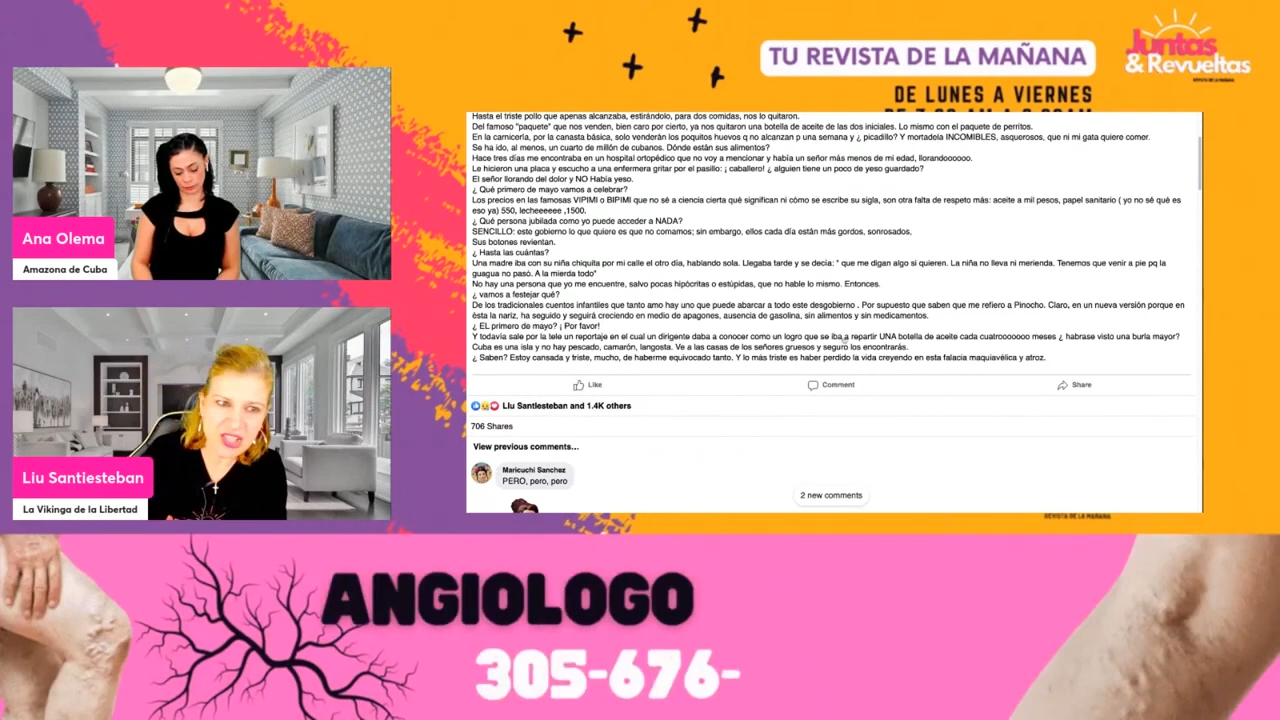 TU REVISTA DE LA MAÑANA
Juntas
& Revueltas
REVISTA DE LA MAÑANA
DE LUNES A VIERNES
Hasta el triste pollo que apenas alcanzaba, estirándolo, para dos comidas, nos lo quitaron.
Del famoso "paquete" que nos venden, bien caro por cierto, ya nos quitaron una botella de aceite de las dos iniciales. Lo mismo con el paquete de perritos.
En la carnicería, por la canasta básica, solo venderán los poquitos huevos q no alcanzan p una semana y ¿ picadillo? Y mortadela INCOMIBLES, asquerosos, que ni mi gata quiere comer.
Se ha ido, al menos, un cuarto de millón de cubanos. Dónde están sus alimentos?
Hace tres días me encontraba en un hospital ortopédico que no voy a mencionar y había un señor más menos de mi edad, llorandooooo.
Le hicieron una placa y escucho a una enfermera gritar por el pasillo: ¡ caballero! ¿ alguien tiene un poco de yeso guardado?
El señor llorando del dolor y NO Había yeso.
¿ Qué primero de mayo vamos a celebrar?
Los precios en las famosas VIPIMI o BIPIMI que no sé a ciencia cierta qué significan ni cómo se escribe su sigla, son otra falta de respeto más: aceite a mil pesos, papel sanitario ( yo no sé qué es
eso ya) 550, lecheeeeee ,1500.
¿ Qué persona jubilada como yo puede acceder a NADA?
SENCILLO: este gobierno lo que quiere es que no comamos; sin embargo, ellos cada día están más gordos, sonrosados,
Sus botones revientan.
¿ Hasta las cuántas?
Una madre iba con su niña chiquita por mi calle el otro día, hablando sola. Llegaba tarde y se decía: " que me digan algo si quieren. La niña no lleva ni merienda. Tenemos que venir a pie pq la
guagua no pasó. A la mierda todo"
No hay una persona que yo me encuentre, salvo pocas hipócritas o estúpidas, que no hable lo mismo. Entonces.
¿ vamos a festejar qué?
De los tradicionales cuentos infantiles que tanto amo hay uno que puede abarcar a todo este desgobierno . Por supuesto que saben que me refiero a Pinocho. Claro, en un nueva versión porque en
ésta la naríz, ha seguido y seguirá creciendo en medio de apagones, ausencia de gasolina, sin alimentos y sin medicamentos.
¿ EL primero de mayo? ¡ Por favor!
Y todavía sale por la tele un reportaje en el cual un dirigente daba a conocer como un logro que se iba a repartir UNA botella de aceite cada cuatrooooooo meses ¿ habrase visto una burla mayor?
Cuba es una isla y no hay pescado, camarón, langosta. Ve a las casas de los señores gruesos y seguro los encontrarás.
¿ Saben? Estoy cansada y triste, mucho, de haberme equivocado tanto. Y lo más triste es haber perdido la vida creyendo en esta falacia maquiavélica y atroz.
Like
Comment
Share
LIu Santiesteban and 1.4K others
706 Shares
View previous comments...
Maricuchi Sanchez
PERO, pero, pero
2 new comments
REVISTA DE LA MAÑANA
Ana Olema
Amazona de Cuba
LIu Santiesteban
La Vikinga de la Libertad
ANGIOLOGO
305-676-